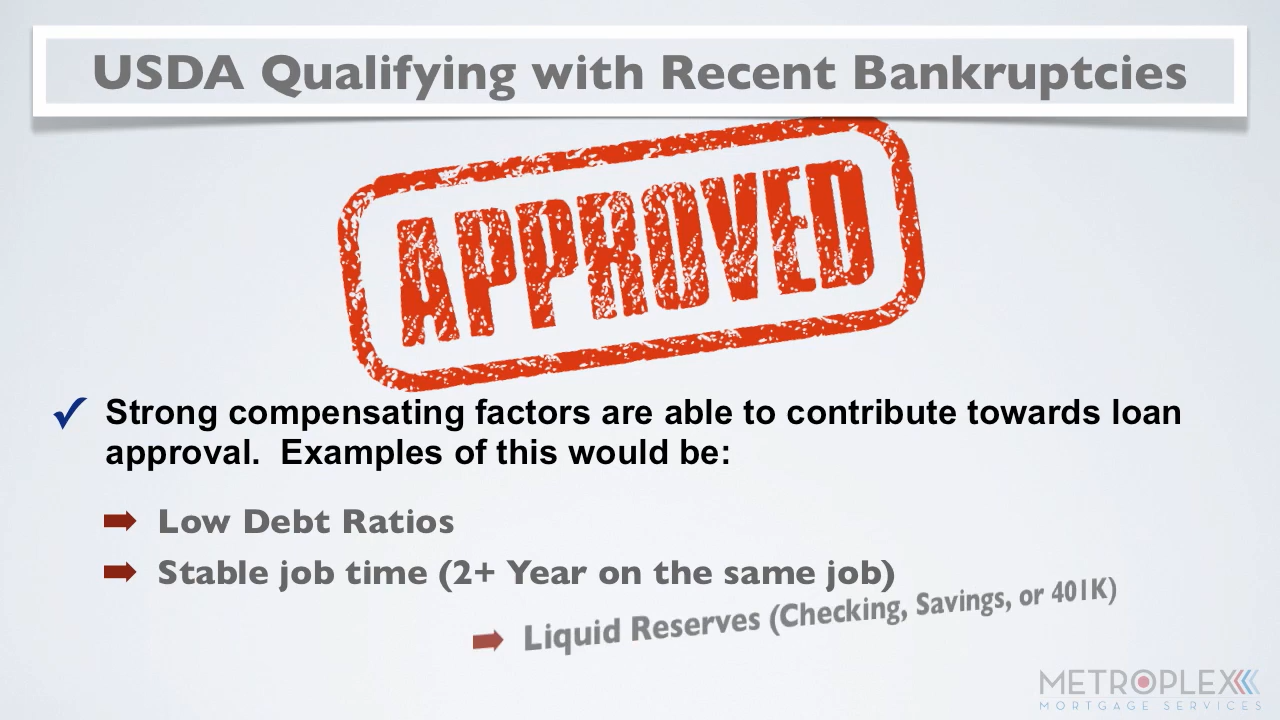 USDA Qualifying with Recent Bankruptcies
APPROVED
✓ Strong compensating factors are able to contribute towards loan
approval.  Examples of this would be:
➡ Low Debt Ratios
➡ Stable job time (2+ Year on the same job)
➡ Liquid Reserves (Checking, Savings, or 401K)
METROPLEX
MORTGAGE SERVICES